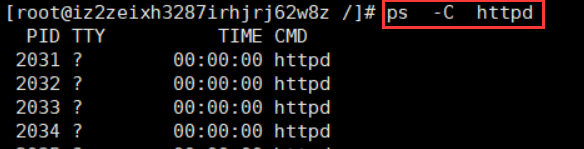 [root@iz2zeixh3287irhjrj62w8z /]# ps -C httpd
PID TTY TIME CMD
2031 ? 00:00:00 httpd
2032 ? 00:00:00 httpd
2033 ? 00:00:00 httpd
2034 ? 00:00:00 httpd